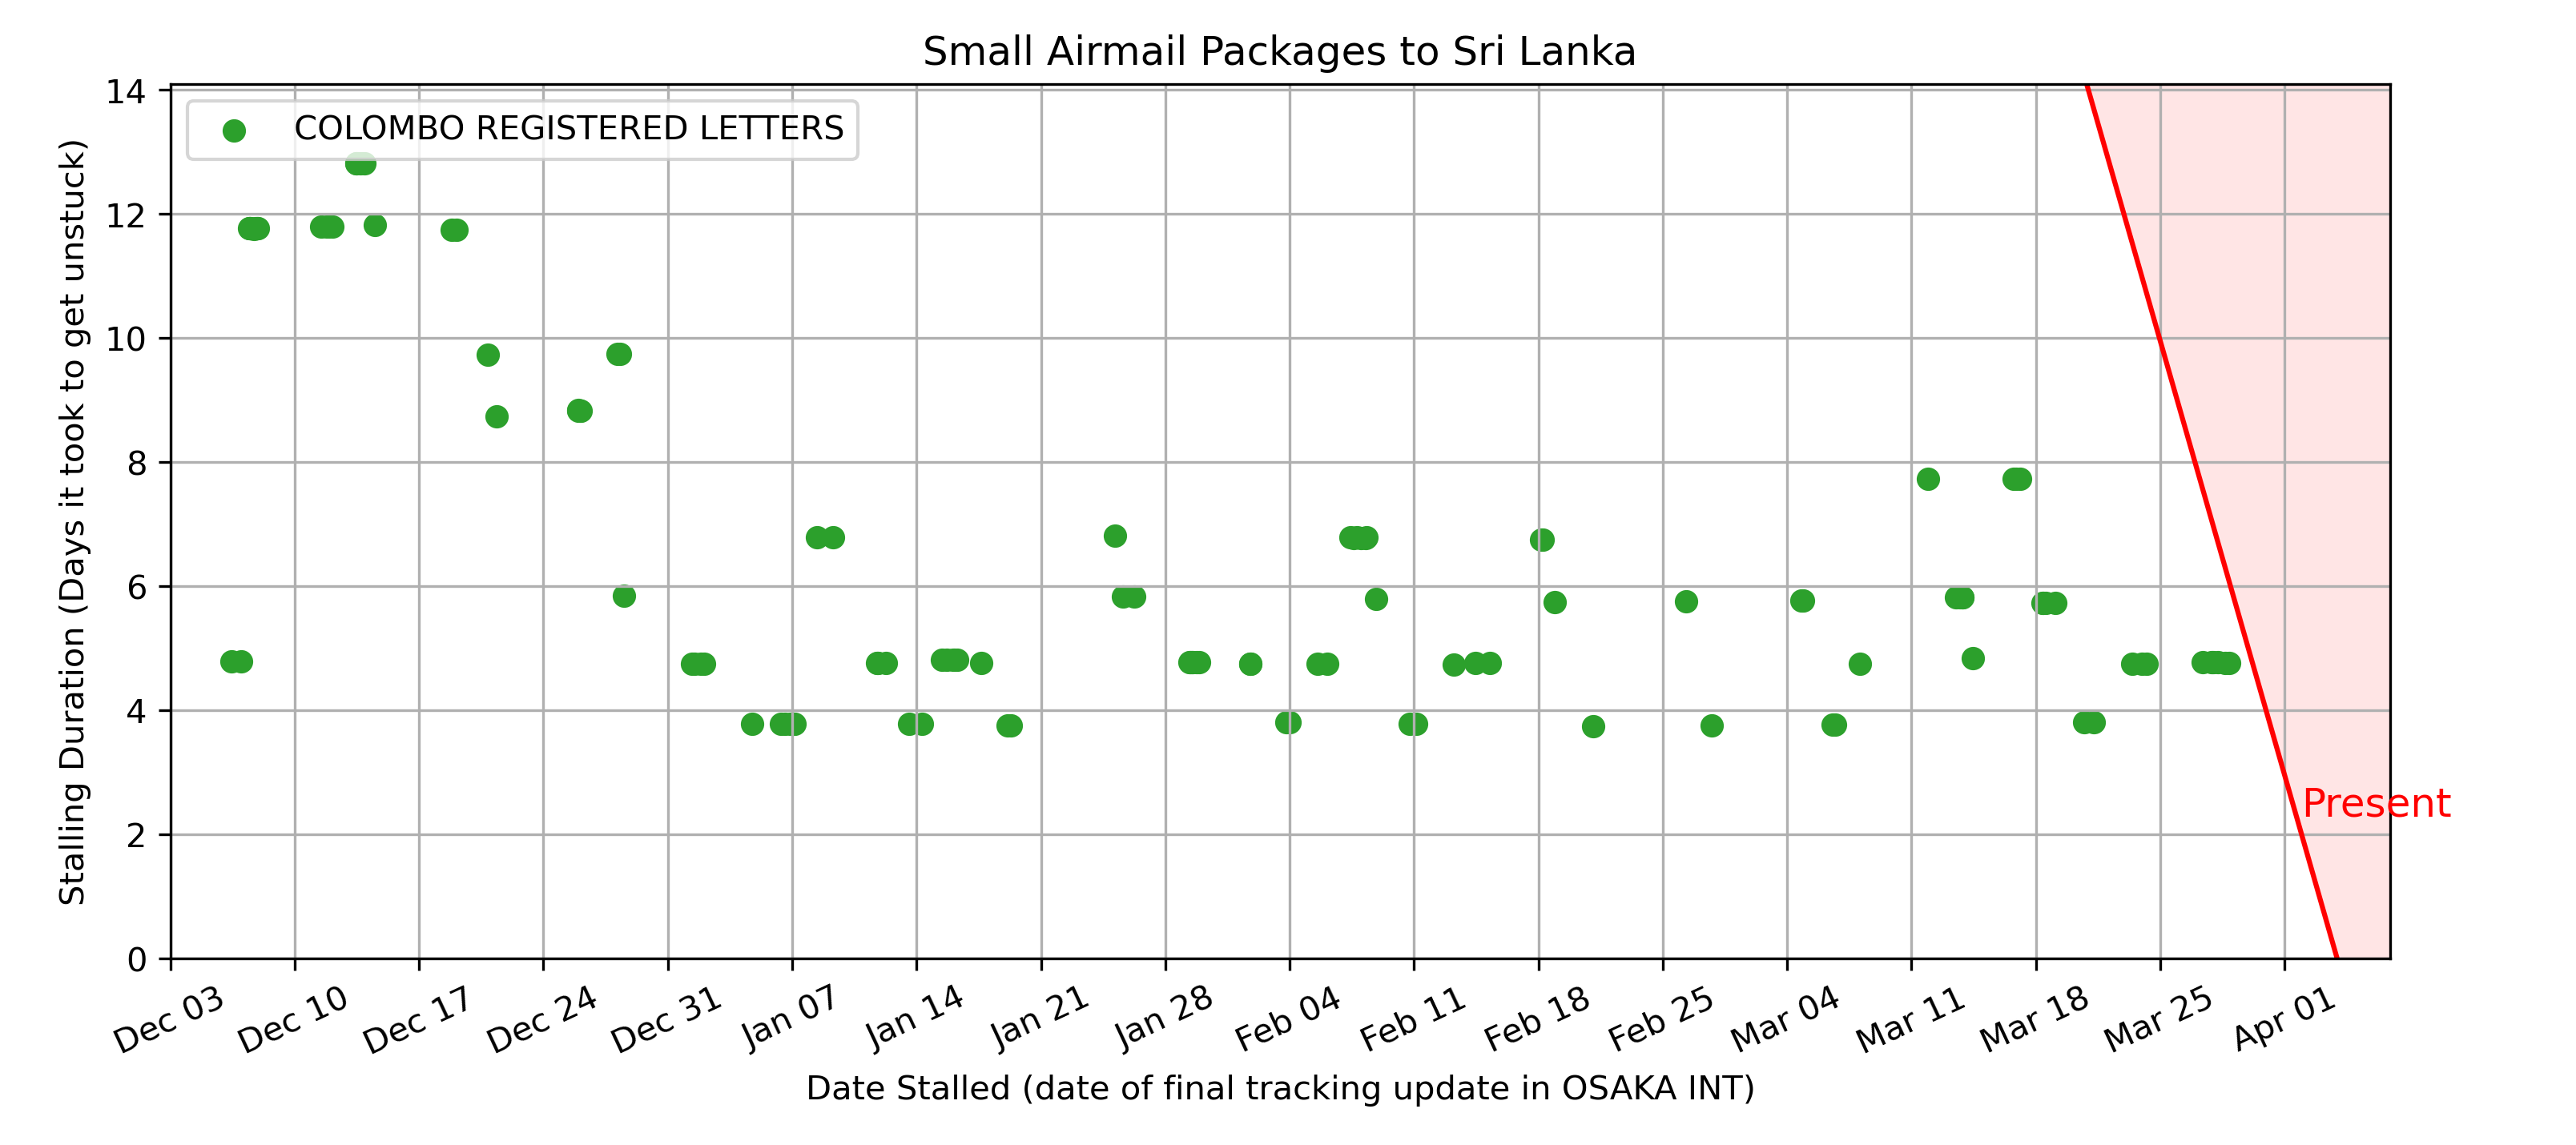 Small Airmail Packages to Sri Lanka
COLOMBO REGISTERED LETTERS
Stalling Duration (Days it took to get unstuck)
14
12
10
8
6
4
2
0
Present
Dec 03
Dec 10
Dec 17
Dec 24
Dec 31
Jan 07
Jan 14
Jan 21
Jan 28
Feb 04
Feb 11
Feb 18
Feb 25
Mar 04
Mar 11
Mar 18
Mar 25
Apr 01
Date Stalled (date of final tracking update in OSAKA INT)